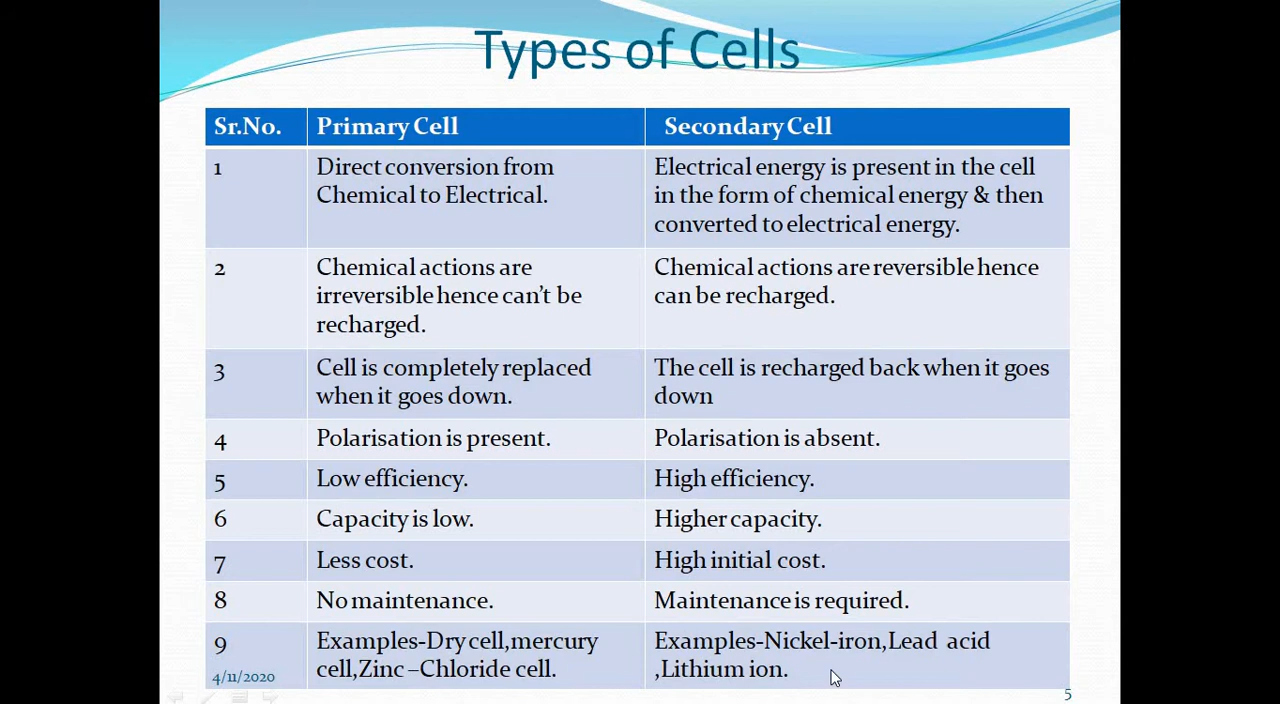 Types of Cells
Sr.No. Primary Cell Secondary Cell
1 Direct conversion from Electrical energy is present in the cell
Chemical to Electrical. in the form of chemical energy & then
converted to electrical energy.
2 Chemical actions are Chemical actions are reversible hence
irreversible hence can't be can be recharged.
recharged.
3 Cell is completely replaced The cell is recharged back when it goes
when it goes down. down
4 Polarisation is present. Polarisation is absent.
5 Low efficiency. High efficiency.
6 Capacity is low. Higher capacity.
7 Less cost. High initial cost.
8 No maintenance. Maintenance is required.
9 Examples-Dry cell,mercury Examples-Nickel-iron,Lead acid
cell,Zinc –Chloride cell. ,Lithium ion.
4/11/2020 5